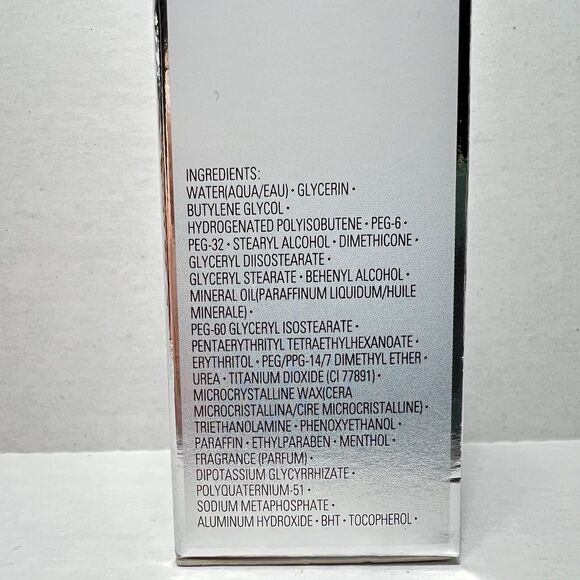 INGREDIENTS:
WATER(AQUA/EAU)・GLYCERIN・
BUTYLENE GLYCOL・
HYDROGENATED POLYISOBUTENE・PEG-6・
PEG-32・STEARYL ALCOHOL・DIMETHICONE・
GLYCERYL DIISOSTEARATE・
GLYCERYL STEARATE・BEHENYL ALCOHOL・
MINERAL OIL(PARAFFINUM LIQUIDUM/HUILE
MINERALE)・
PEG-60 GLYCERYL ISOSTEARATE・
PENTAERYTHRITYL TETRAETHYLHEXANOATE・
ERYTHRITOL・PEG/PPG-14/7 DIMETHYL ETHER・
UREA・TITANIUM DIOXIDE (CI 77891)・
MICROCRYSTALLINE WAX(CERA
MICROCRISTALLINA/CIRE MICROCRISTALLINE)・
TRIETHANOLAMINE・PHENOXYETHANOL・
PARAFFIN・ETHYLPARABEN・MENTHOL・
FRAGRANCE (PARFUM)・
DIPOTASSIUM GLYCYRRHIZATE・
POLYQUATERNIUM-51・
SODIUM METAPHOSPHATE・
ALUMINUM HYDROXIDE・BHT・TOCOPHEROL・